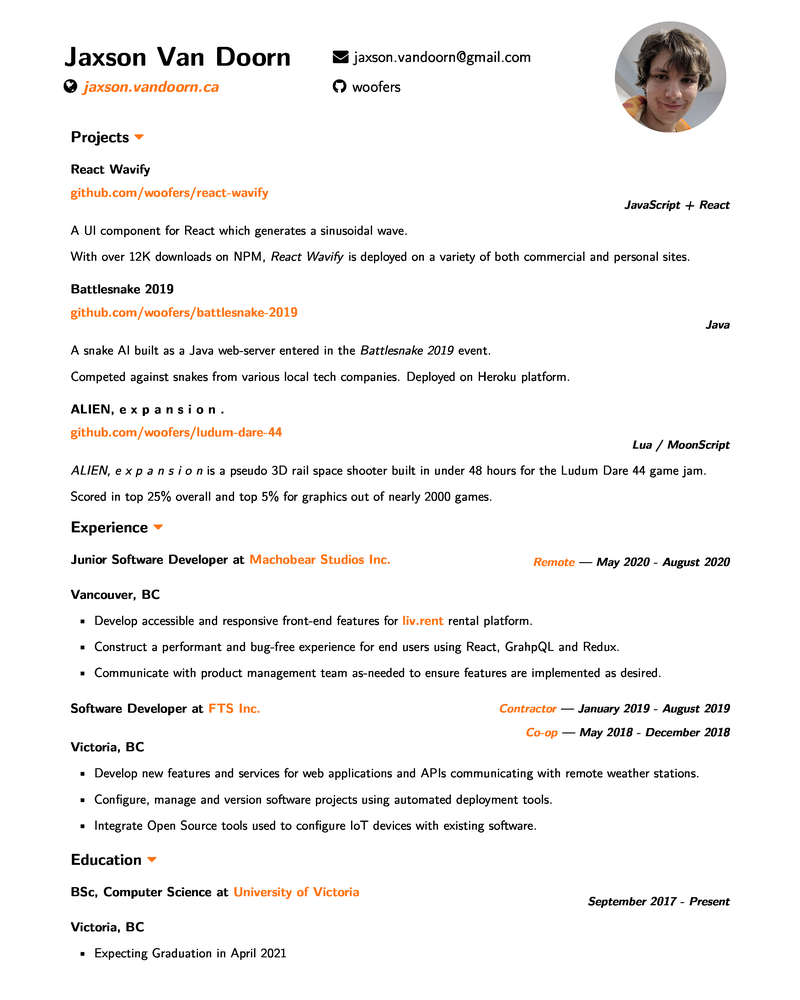 Jaxson Van Doorn
jaxson.vandoorn@gmail.com
jaxson.vandoorn.ca
woofers
Projects
React Wavify
github.com/woofers/react-wavify
JavaScript + React
A UI component for React which generates a sinusoidal wave.
With over 12K downloads on NPM, React Wavify is deployed on a variety of both commercial and personal sites.
Battlesnake 2019
github.com/woofers/battlesnake-2019
Java
A snake AI built as a Java web-server entered in the Battlesnake 2019 event.
Competed against snakes from various local tech companies. Deployed on Heroku platform.
ALIEN, e x p a n s i o n .
github.com/woofers/ludum-dare-44
Lua / MoonScript
ALIEN, e x p a n s i o n is a pseudo 3D rail space shooter built in under 48 hours for the Ludum Dare 44 game jam.
Scored in top 25% overall and top 5% for graphics out of nearly 2000 games.
Experience
Junior Software Developer at Machobear Studios Inc.
Remote — May 2020 - August 2020
Vancouver, BC
▪ Develop accessible and responsive front-end features for liv.rent rental platform.
▪ Construct a performant and bug-free experience for end users using React, GrahpQL and Redux.
▪ Communicate with product management team as-needed to ensure features are implemented as desired.
Software Developer at FTS Inc.
Contractor — January 2019 - August 2019
Co-op — May 2018 - December 2018
Victoria, BC
▪ Develop new features and services for web applications and APIs communicating with remote weather stations.
▪ Configure, manage and version software projects using automated deployment tools.
▪ Integrate Open Source tools used to configure IoT devices with existing software.
Education
BSc, Computer Science at University of Victoria
September 2017 - Present
Victoria, BC
▪ Expecting Graduation in April 2021